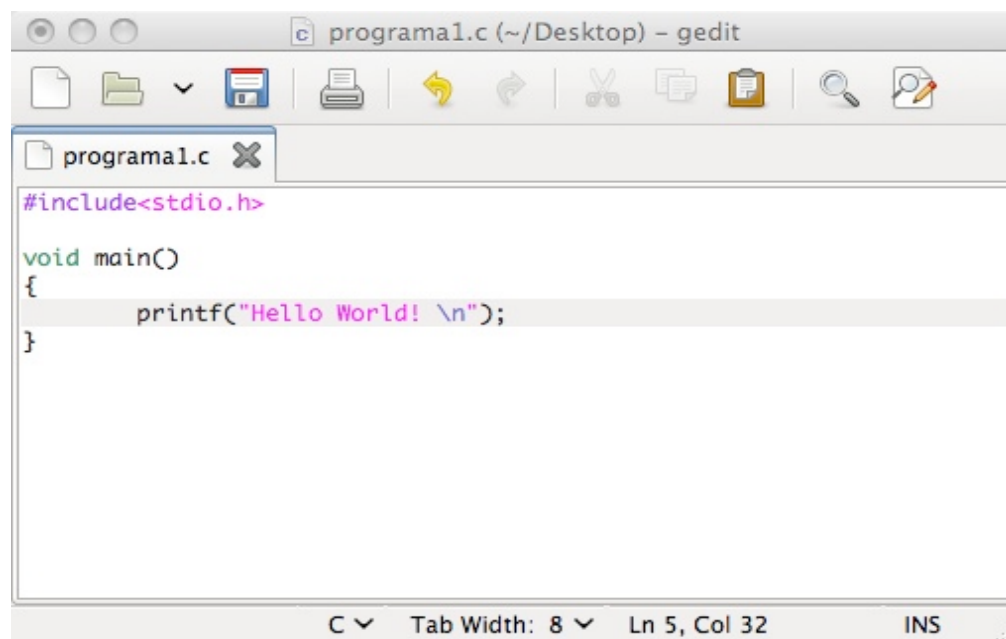 programa1.c (~/Desktop) – gedit
programa1.c
#include<stdio.h>
void main()
{
        printf("Hello World! \n");
}
C Tab Width: 8 Ln 5, Col 32 INS